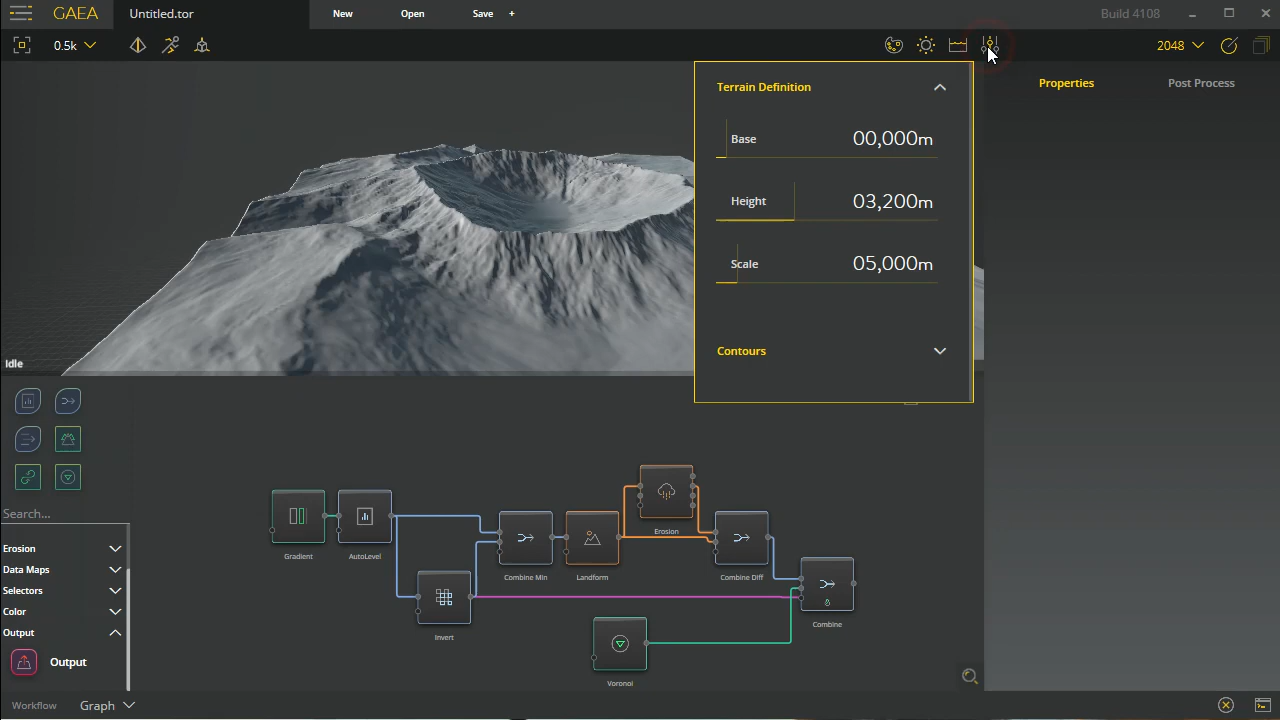 GAEA
Untitled.tor
New
Open
Save
+
Build 4108
0.5k
2048
Terrain Definition
Base
00,000m
Height
03,200m
Scale
05,000m
Contours
Properties
Post Process
Idle
Search...
Erosion
Data Maps
Selectors
Color
Output
Output
Gradient
AutoLevel
Invert
Combine Min
Landform
Erosion
Combine Diff
Combine
Voronoi
Workflow
Graph